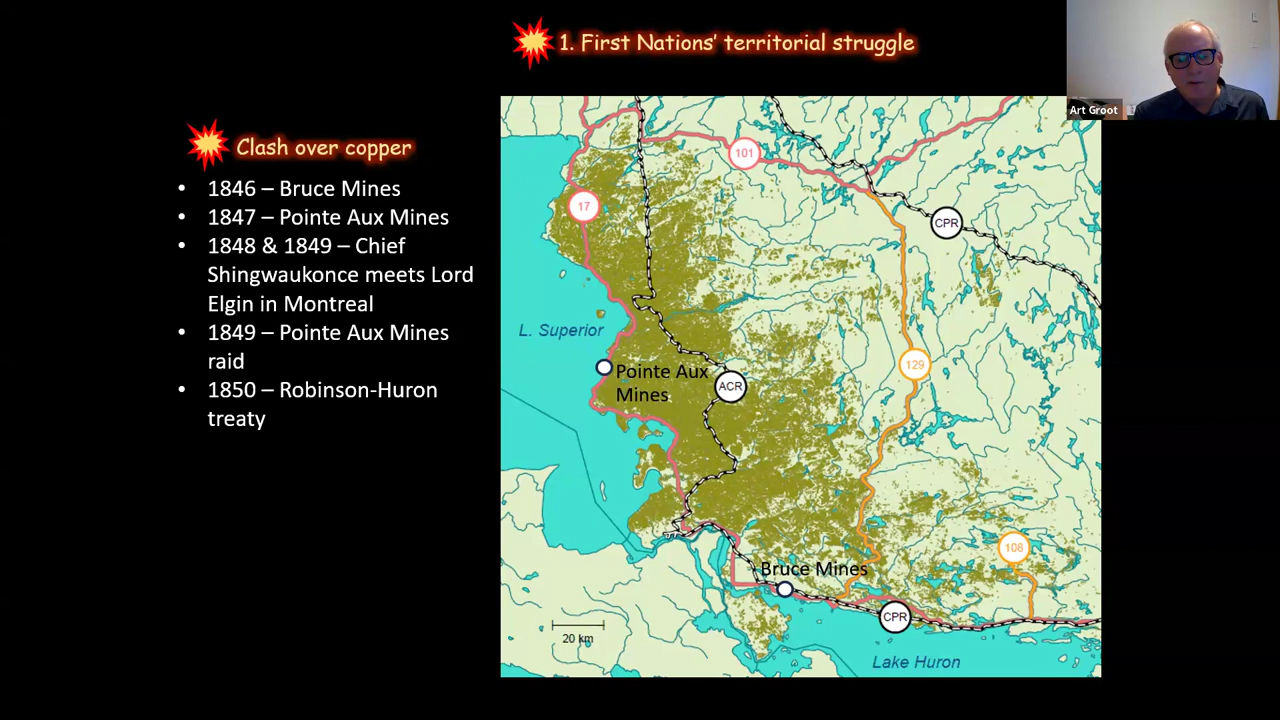 1. First Nations' territorial struggle
Art Groot
Clash over copper
• 1846 – Bruce Mines
• 1847 – Pointe Aux Mines
• 1848 & 1849 – Chief
Shingwaukonce meets Lord
Elgin in Montreal
• 1849 – Pointe Aux Mines
raid
• 1850 – Robinson-Huron
treaty
101
17
CPR
L. Superior
129
Pointe Aux
Mines
ACR
108
Bruce Mines
CPR
20 km
Lake Huron